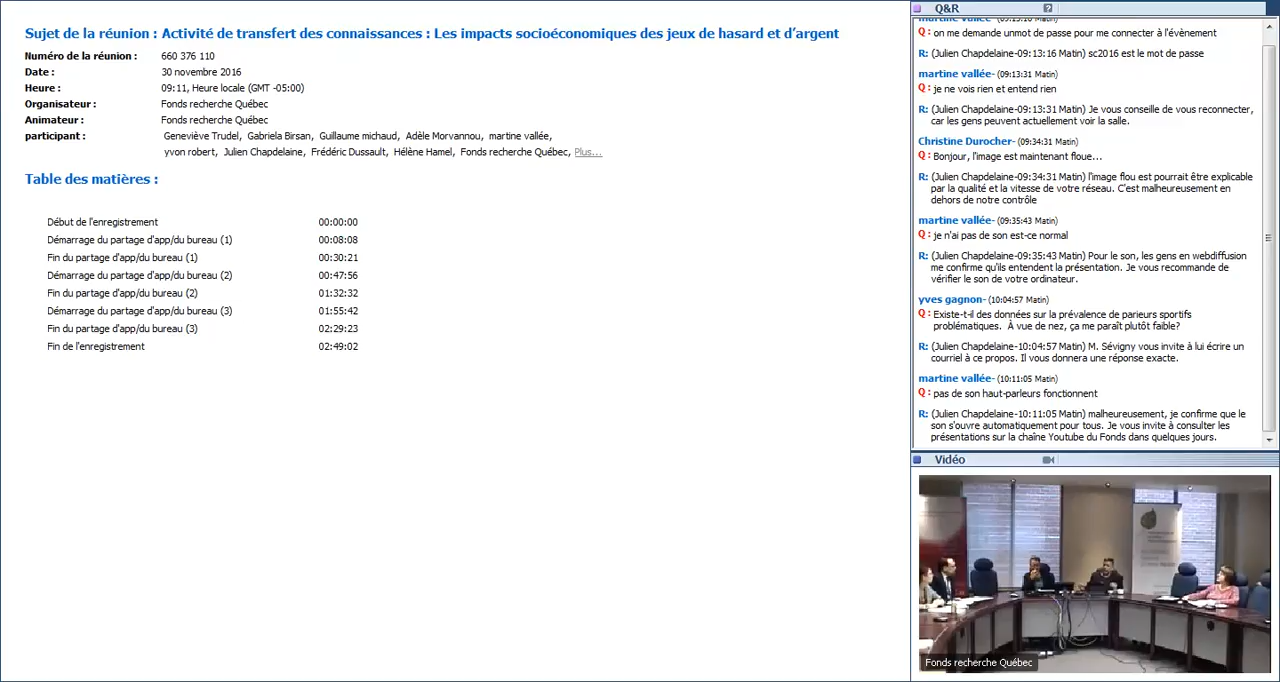 Sujet de la réunion : Activité de transfert des connaissances : Les impacts socioéconomiques des jeux de hasard et d’argent
Numéro de la réunion : 660 376 110
Date : 30 novembre 2016
Heure : 09:11, Heure locale (GMT -05:00)
Organisateur : Fonds recherche Québec
Animateur : Fonds recherche Québec
participant : Geneviève Trudel, Gabriela Birsan, Guillaume michaud, Adèle Morvannou, martine vallée,
yvon robert, Julien Chapdelaine, Frédéric Dussault, Hélène Hamel, Fonds recherche Québec, Plus...
Table des matières :
Début de l'enregistrement 00:00:00
Démarrage du partage d'app/du bureau (1) 00:08:08
Fin du partage d'app/du bureau (1) 00:30:21
Démarrage du partage d'app/du bureau (2) 00:47:56
Fin du partage d'app/du bureau (2) 01:32:32
Démarrage du partage d'app/du bureau (3) 01:55:42
Fin du partage d'app/du bureau (3) 02:29:23
Fin de l'enregistrement 02:49:02
Q&R
martine vallée-
Q : on me demande unmot de passe pour me connecter à l'évènement
R: (Julien Chapdelaine-09:13:16 Matin) sc2016 est le mot de passe
martine vallée- (09:13:31 Matin)
Q : je ne vois rien et entend rien
R: (Julien Chapdelaine-09:13:31 Matin) Je vous conseille de vous reconnecter,
car les gens peuvent actuellement voir la salle.
Christine Durocher- (09:34:31 Matin)
Q : Bonjour, l'image est maintenant floue...
R: (Julien Chapdelaine-09:34:31 Matin) l'image flou est pourrait être explicable
par la qualité et la vitesse de votre réseau. C'est malheureusement en
dehors de notre contrôle
martine vallée- (09:35:43 Matin)
Q : je n'ai pas de son est-ce normal
R: (Julien Chapdelaine-09:35:43 Matin) Pour le son, les gens en webdiffusion
me confirme qu'ils entendent la présentation. Je vous recommande de
vérifier le son de votre ordinateur.
yves gagnon- (10:04:57 Matin)
Q : Existe-t-il des données sur la prévalence de parieurs sportifs
problématiques. À vue de nez, ça me paraît plutôt faible?
R: (Julien Chapdelaine-10:04:57 Matin) M. Sévigny vous invite à lui écrire un
courriel à ce propos. Il vous donnera une réponse exacte.
martine vallée- (10:11:05 Matin)
Q : pas de son haut-parleurs fonctionnent
R: (Julien Chapdelaine-10:11:05 Matin) malheureusement, je confirme que le
son s'ouvre automatiquement pour tous. Je vous invite à consulter les
présentations sur la chaîne Youtube du Fonds dans quelques jours.
Vidéo
Fonds recherche Québec